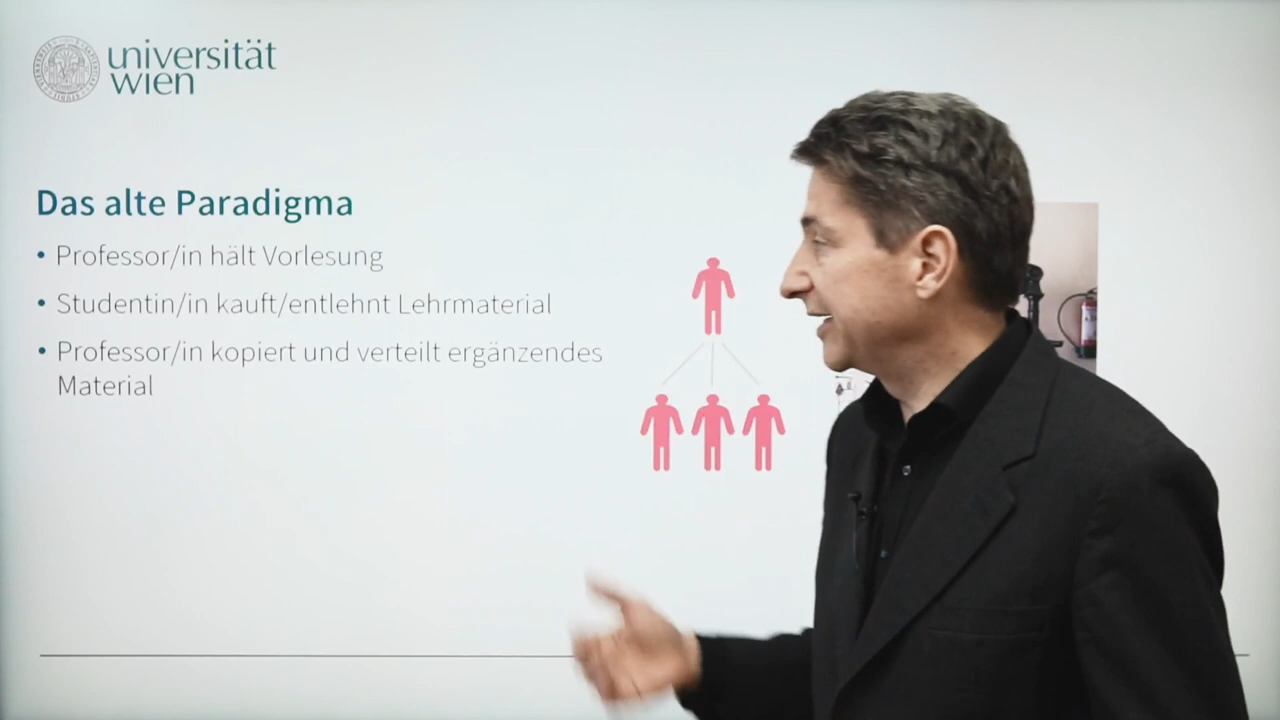 universität
wien
Das alte Paradigma
• Professor/in hält Vorlesung
• Studentin/in kauft/entlehnt Lehrmaterial
• Professor/in kopiert und verteilt ergänzendes
Material